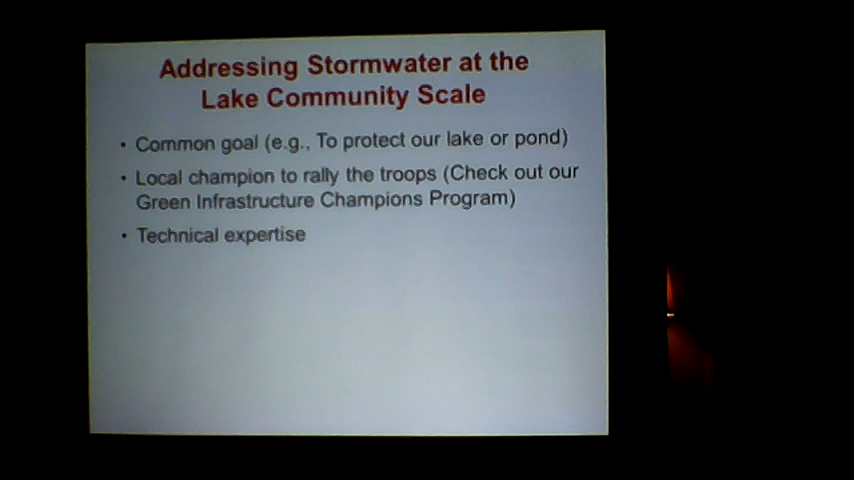 Addressing Stormwater at the
Lake Community Scale
• Common goal (e.g., To protect our lake or pond)
• Local champion to rally the troops (Check out our
Green Infrastructure Champions Program)
• Technical expertise